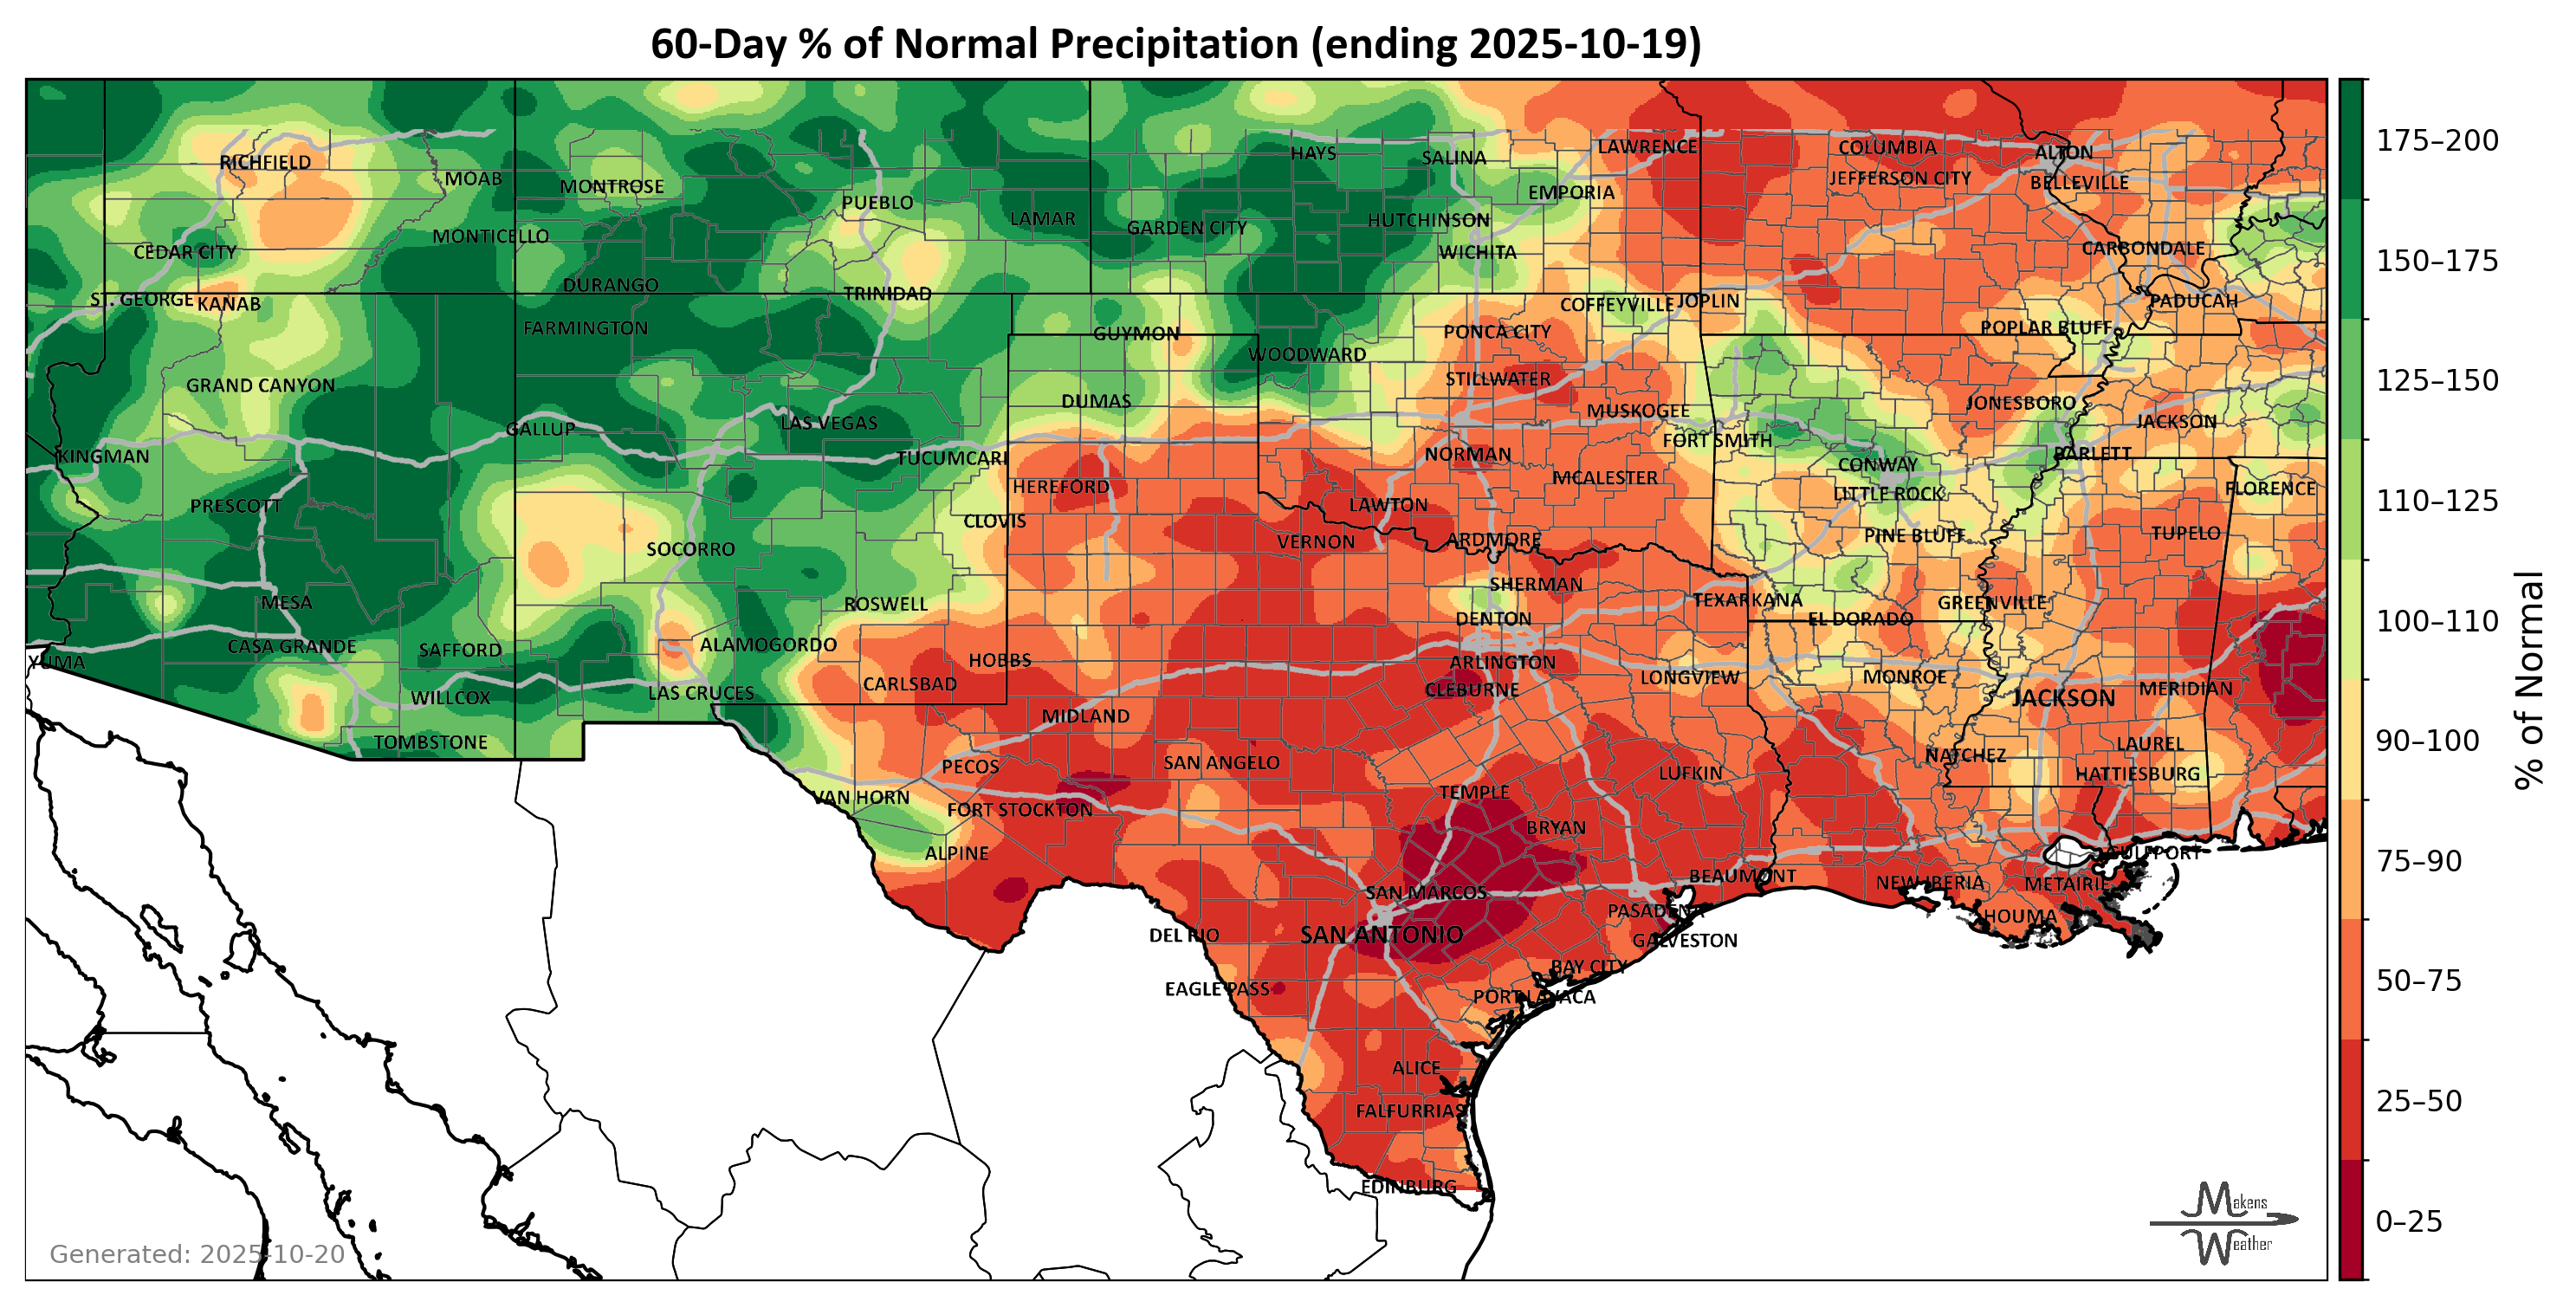 60-Day % of Normal Precipitation (ending 2025-10-19)
HAYS
SALINA
LAWRENCE
COLUMBIA
ALTON
RICHFIELD
MOAB
MONTROSE
EMPORIA
JEFFERSON CITY
BELLEVILLE
PUEBLO
LAMAR
GARDEN CITY
HUTCHINSON
MONTICELLO
CEDAR CITY
WICHITA
CARBONDALE
DURANGO
TRINIDAD
ST. GEORGE
KANAB
COFFEYVILLE
JOPLIN
PADUCAH
FARMINGTON
GUYMON
PONCA CITY
POPLAR BLUFF
WOODWARD
GRAND CANYON
STILLWATER
DUMAS
MUSKOGEE
JONESBORO
GALLUP
LAS VEGAS
JACKSON
FORT SMITH
KINGMAN
TUCUMCARI
NORMAN
BARLETT
CONWAY
HEREFORD
MCALESTER
LITTLE ROCK
FLORENCE
PRESCOTT
LAWTON
CLOVIS
SOCORRO
VERNON
ARDMORE
PINE BLUFF
TUPELO
SHERMAN
MESA
ROSWELL
TEXARKANA
GREENVILLE
DENTON
EL DORADO
CASA GRANDE
SAFFORD
ALAMOGORDO
YUMA
HOBBS
ARLINGTON
CARLSBAD
CLEBURNE
LONGVIEW
MONROE
MERIDIAN
WILLCOX
LAS CRUCES
JACKSON
MIDLAND
TOMBSTONE
LAUREL
NATCHEZ
PECOS
SAN ANGELO
LUFKIN
HATTIESBURG
VAN HORN
FORT STOCKTON
TEMPLE
BRYAN
ALPINE
GULFPORT
BEAUMONT
NEW IBERIA
METAIRIE
SAN MARCOS
PASADENA
HOUMA
DEL RIO
SAN ANTONIO
GALVESTON
BAY CITY
EAGLE PASS
PORT LAVACA
ALICE
FALFURRIAS
EDINBURG
175–200
150–175
125–150
110–125
100–110
90–100
75–90
50–75
25–50
0–25
% of Normal
Makens
Weather
Generated: 2025-10-20